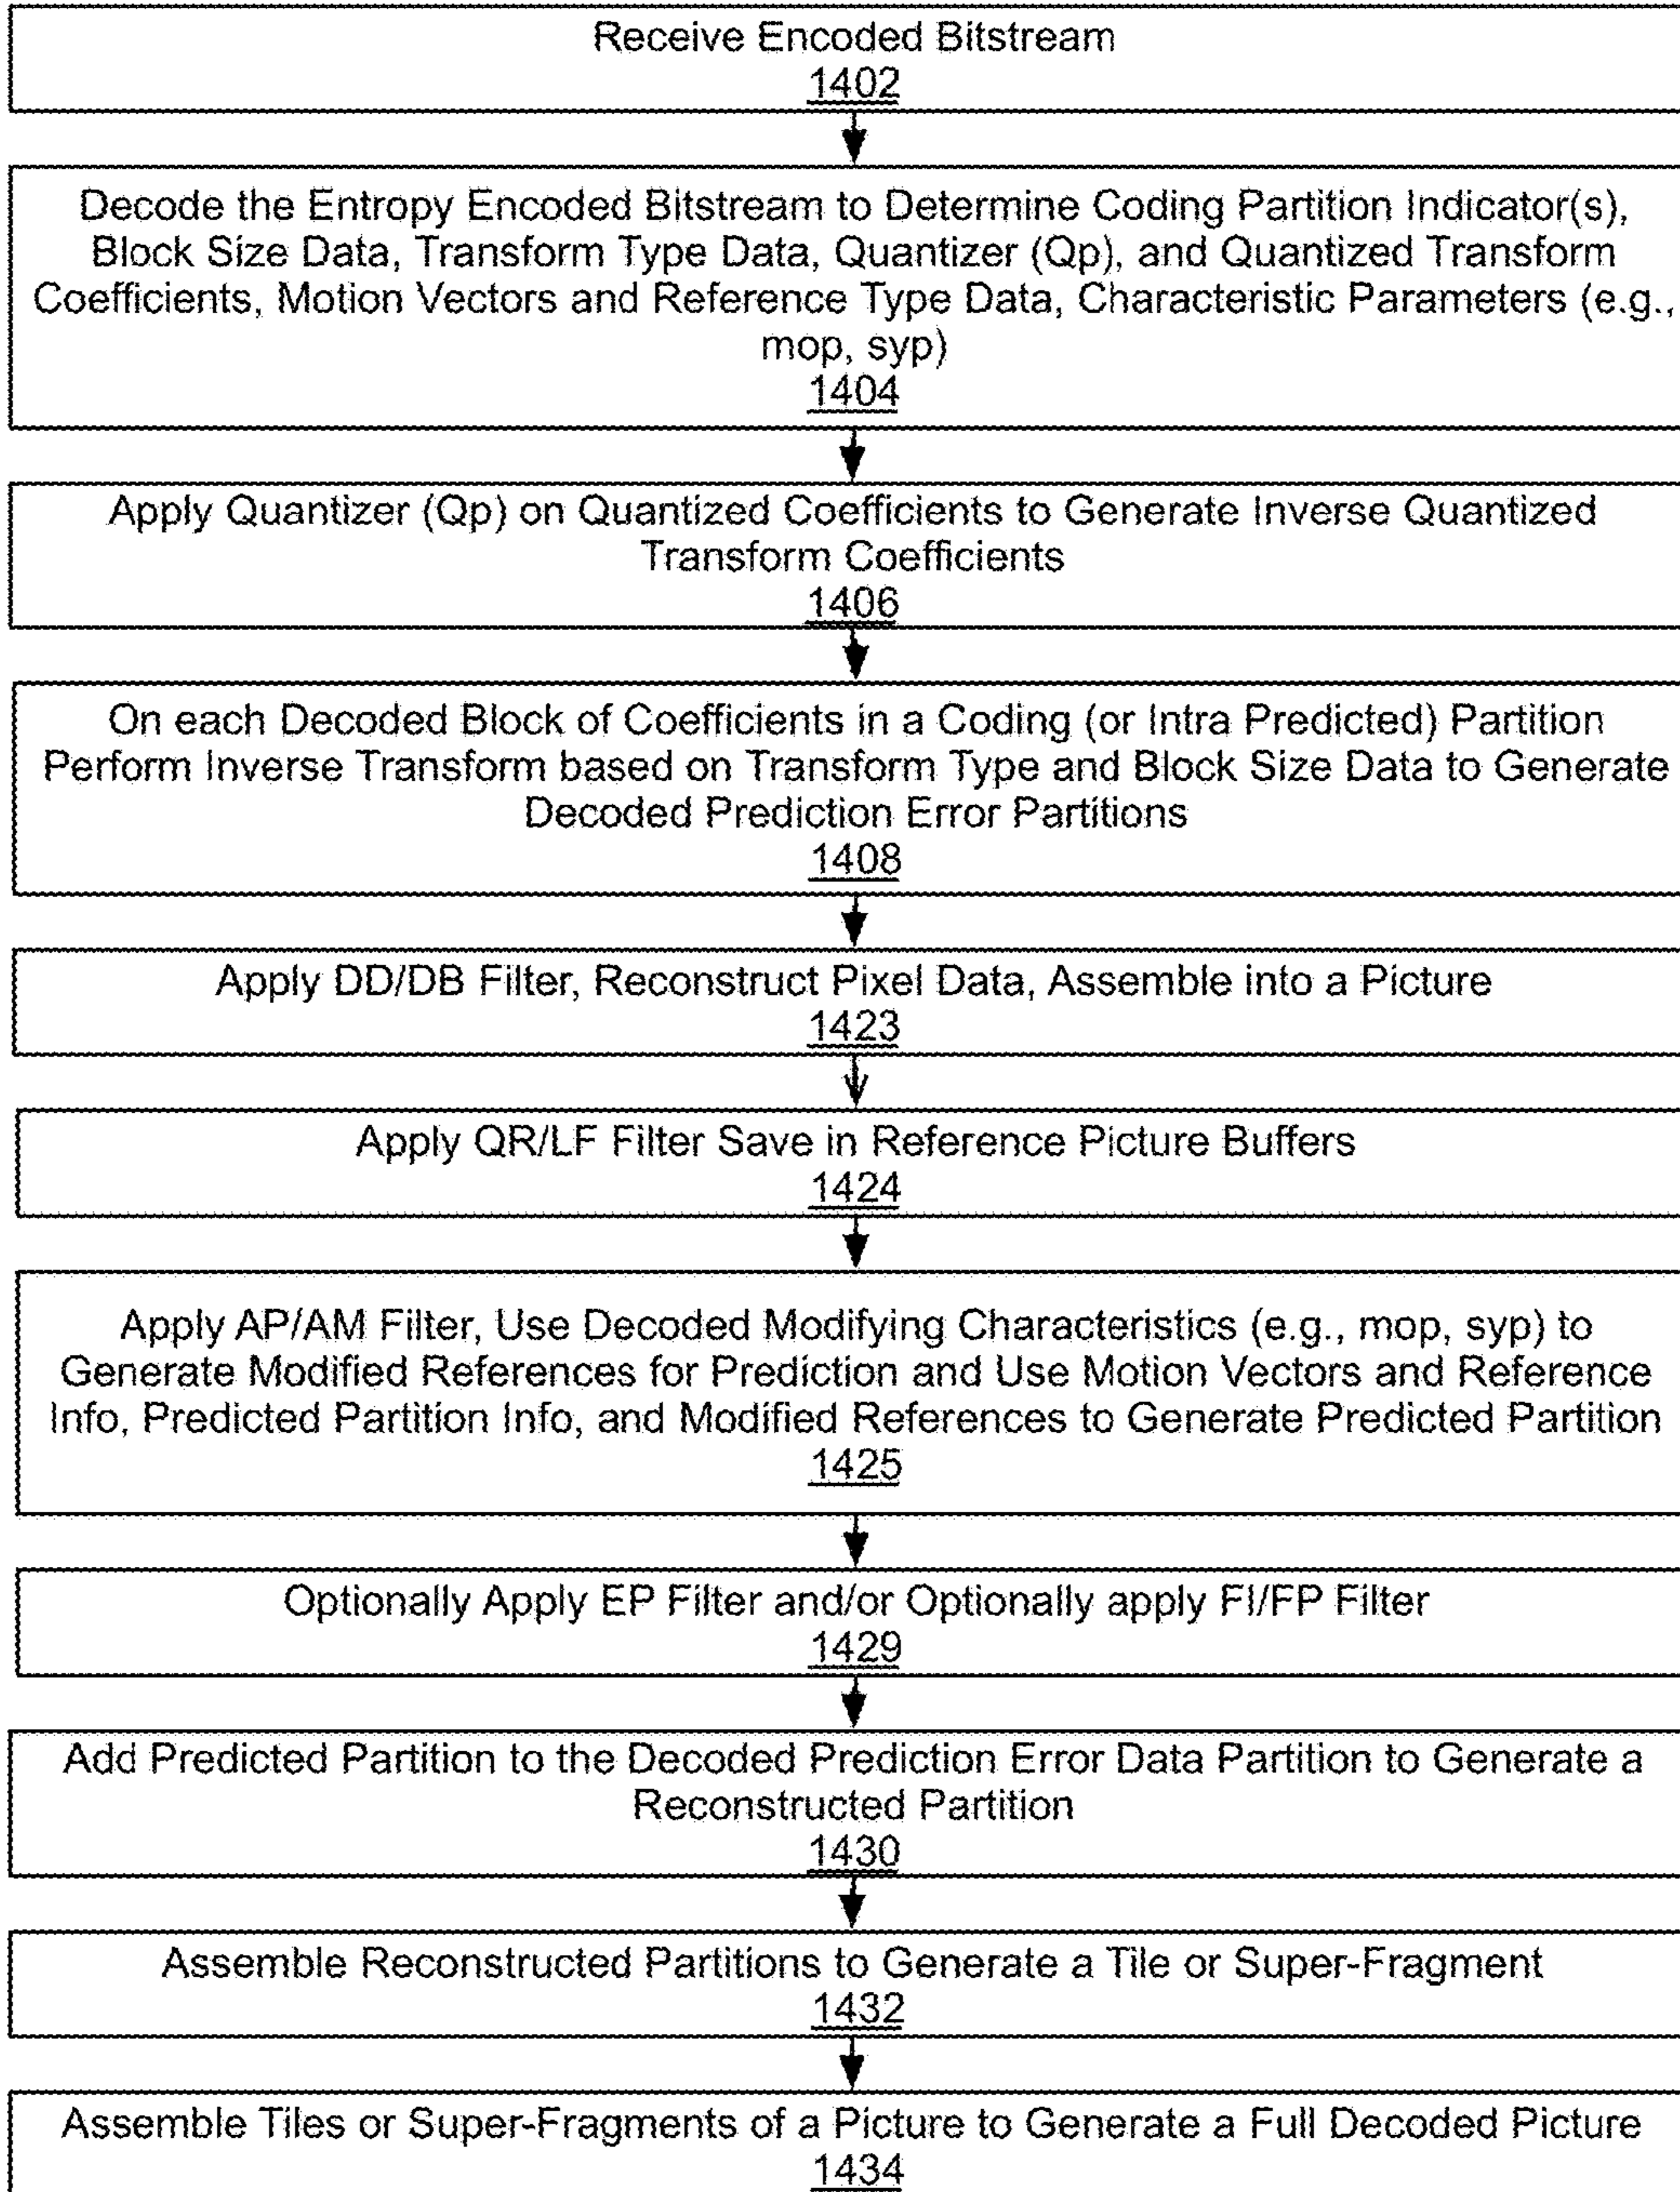 Receive Encoded Bitstream
1402
Decode the Entropy Encoded Bitstream to Determine Coding Partition Indicator(s),
Block Size Data, Transform Type Data, Quantizer (Qp), and Quantized Transform
Coefficients, Motion Vectors and Reference Type Data, Characteristic Parameters (e.g.,
mop, syp)
1404
Apply Quantizer (Qp) on Quantized Coefficients to Generate Inverse Quantized
Transform Coefficients
1406
On each Decoded Block of Coefficients in a Coding (or Intra Predicted) Partition
Perform Inverse Transform based on Transform Type and Block Size Data to Generate
Decoded Prediction Error Partitions
1408
Apply DD/DB Filter, Reconstruct Pixel Data, Assemble into a Picture
1423
Apply QR/LF Filter Save in Reference Picture Buffers
1424
Apply AP/AM Filter, Use Decoded Modifying Characteristics (e.g., mop, syp) to
Generate Modified References for Prediction and Use Motion Vectors and Reference
Info, Predicted Partition Info, and Modified References to Generate Predicted Partition
1425
Optionally Apply EP Filter and/or Optionally apply FI/FP Filter
1429
Add Predicted Partition to the Decoded Prediction Error Data Partition to Generate a
Reconstructed Partition
1430
Assemble Reconstructed Partitions to Generate a Tile or Super-Fragment
1432
Assemble Tiles or Super-Fragments of a Picture to Generate a Full Decoded Picture
1434